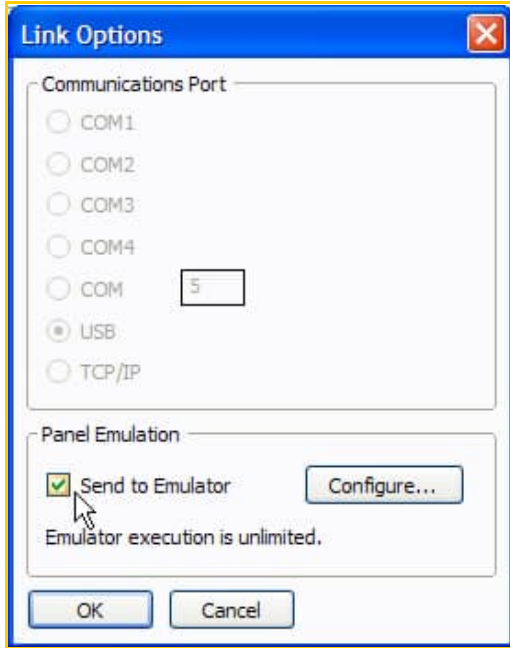 Link Options
Communications Port
COM1
COM2
COM3
COM4
COM 5
USB
TCP/IP
Panel Emulation
Send to Emulator Configure...
Emulator execution is unlimited.
OK Cancel